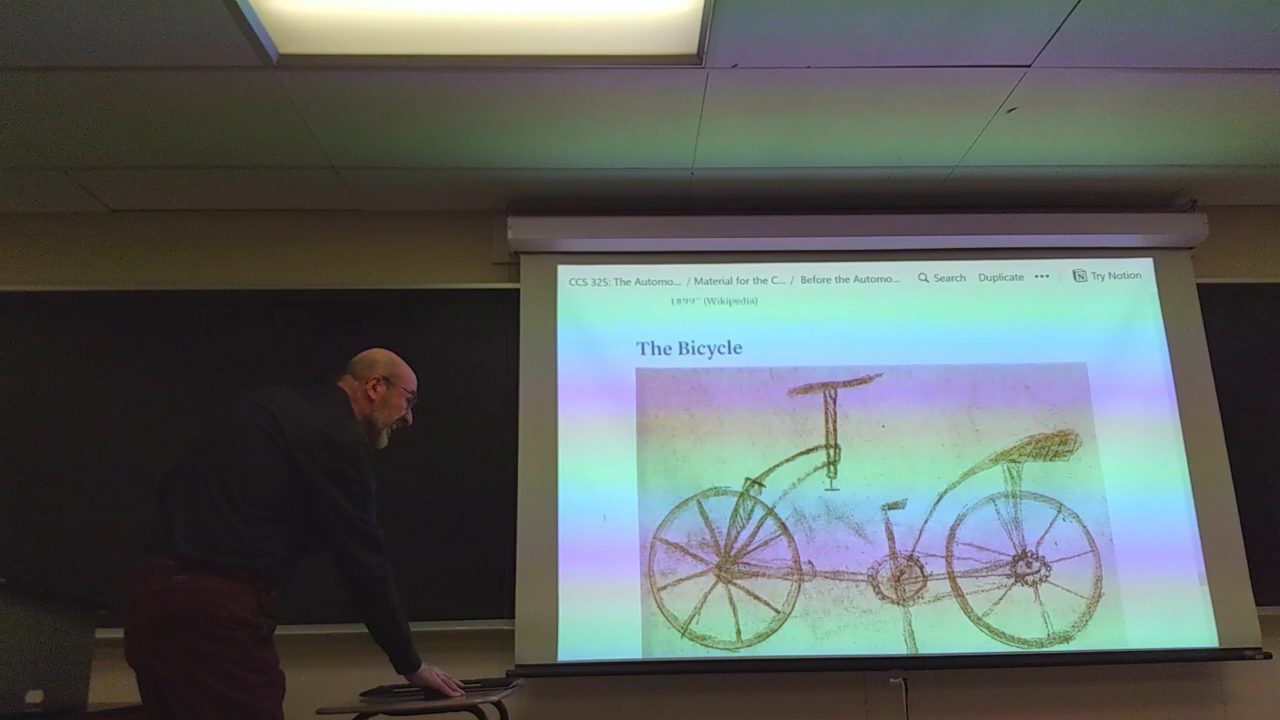 CCS 325: The Automo... / Material for the C... / Before the Automo... Search Duplicate ••• Try Notion
1899" (Wikipedia)
The Bicycle